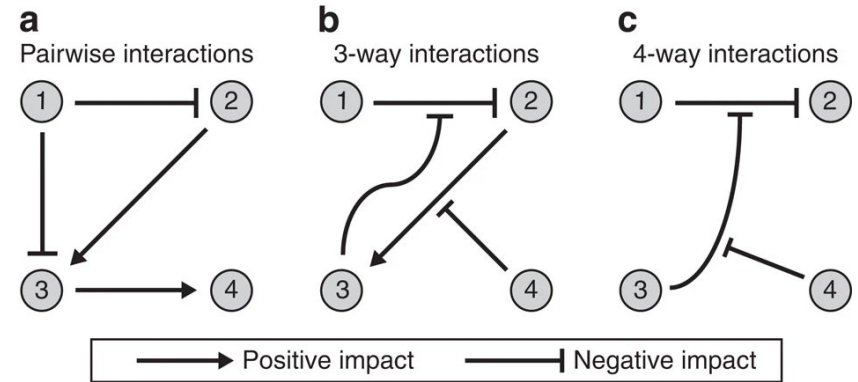 a
Pairwise interactions
1
2
3
4
b
3-way interactions
1
2
3
4
c
4-way interactions
1
2
3
4
Positive impact
Negative impact